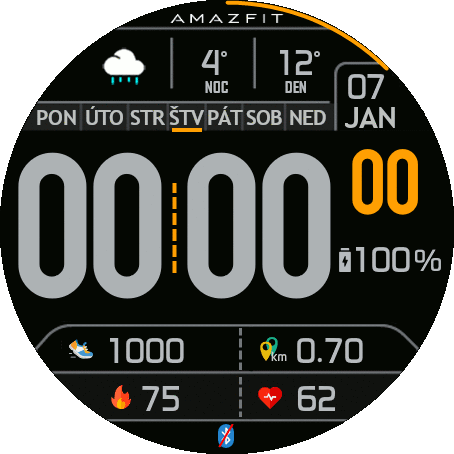 AMAZFIT
4° 12°
NOC DEN
07
JAN
PON ÚTO STR ŠTV PÁT SOB NED
00:00
00
100%
1000 km 0.70
75 62